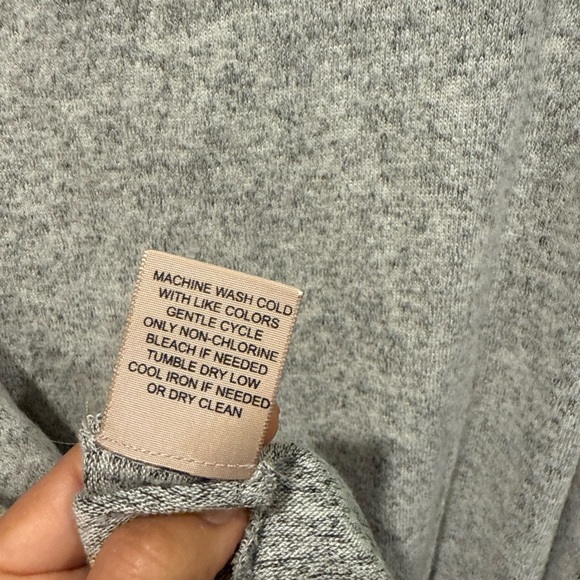 MACHINE WASH COLD
WITH LIKE COLORS
GENTLE CYCLE
ONLY NON-CHLORINE
BLEACH IF NEEDED
TUMBLE DRY LOW
COOL IRON IF NEEDED
OR DRY CLEAN